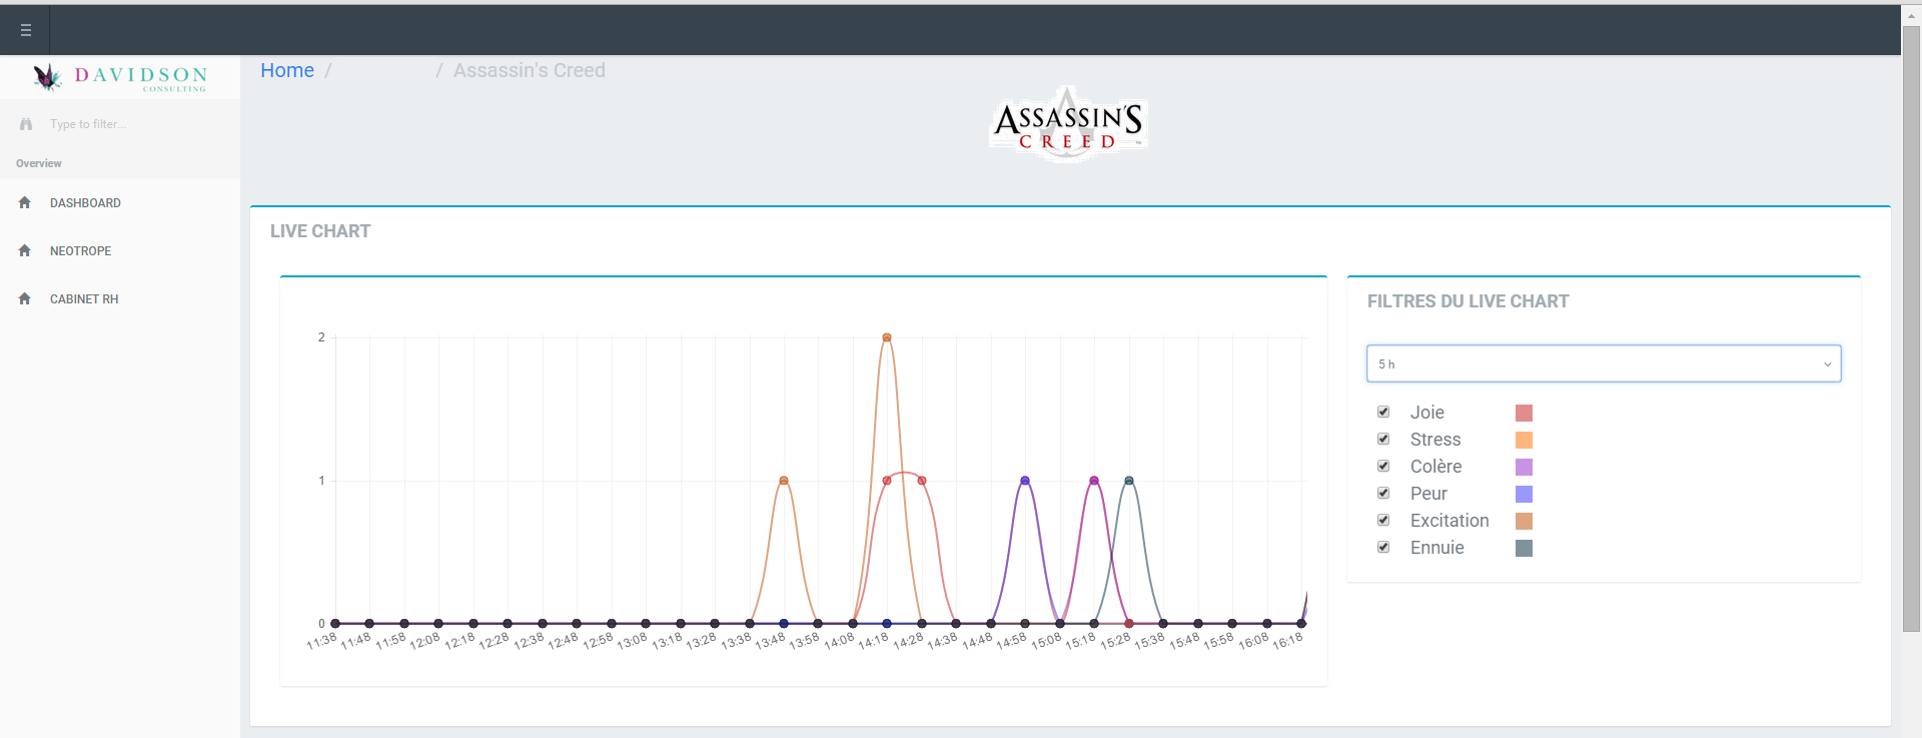 DAVIDSON
CONSULTING
Type to filter...
Overview
DASHBOARD
NEOTROPE
CABINET RH
Home / / Assassin's Creed
ASSASSIN'S
CREED
LIVE CHART
2
1
0
11:38 11:48 11:58 12:08 12:18 12:28 12:38 12:48 12:58 13:08 13:18 13:28 13:38 13:48 13:58 14:08 14:18 14:28 14:38 14:48 14:58 15:08 15:18 15:28 15:38 15:48 15:58 16:08 16:18
FILTRES DU LIVE CHART
5 h
Joie
Stress
Colère
Peur
Excitation
Ennuie